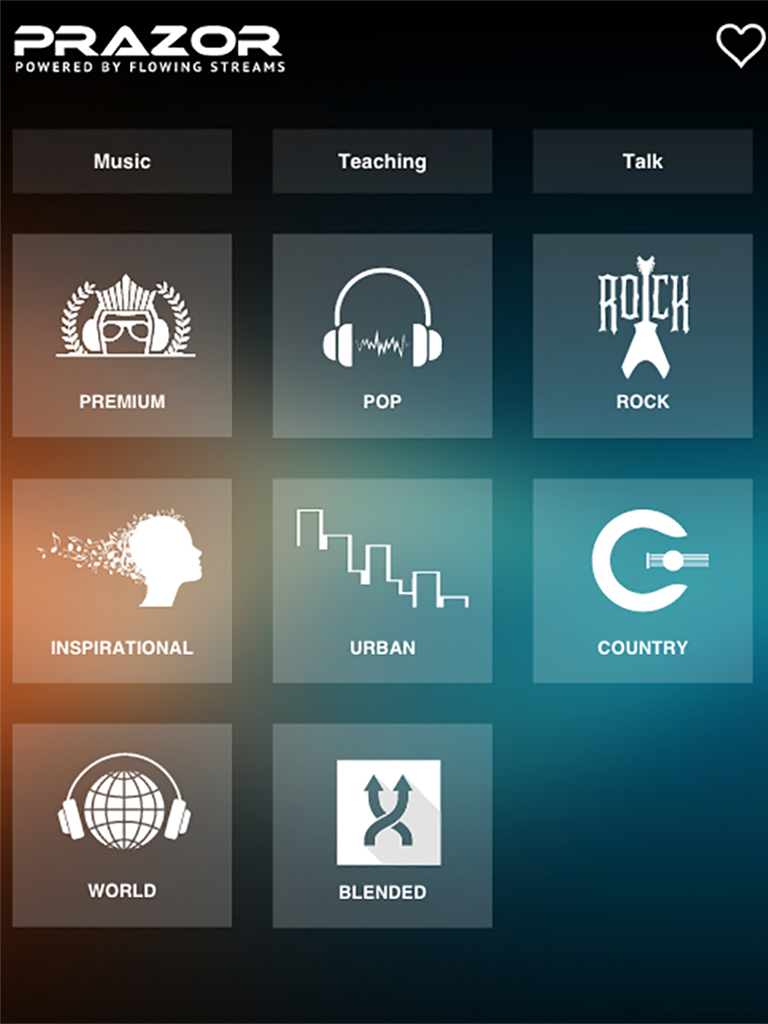 PRAZOR
POWERED BY FLOWING STREAMS
Music
Teaching
Talk
PREMIUM
POP
ROCK
ROCK
INSPIRATIONAL
URBAN
COUNTRY
WORLD
BLENDED